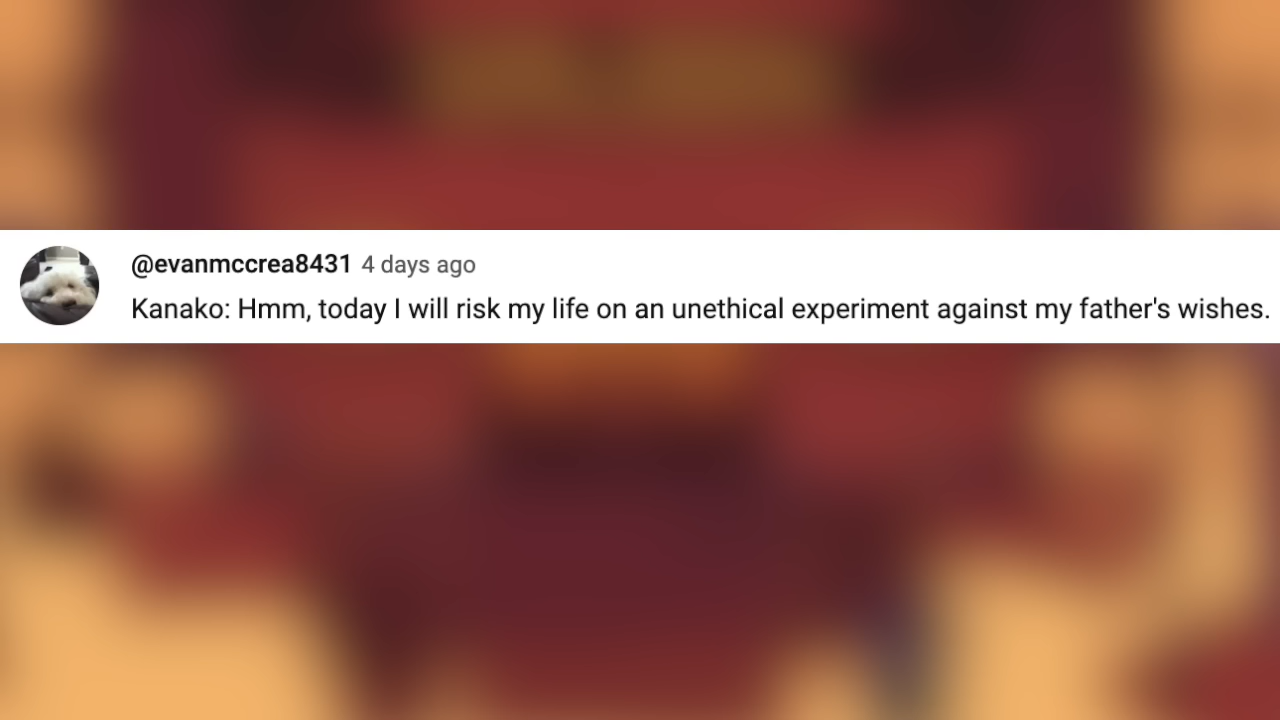 @evanmccrea8431 4 days ago
Kanako: Hmm, today I will risk my life on an unethical experiment against my father's wishes.